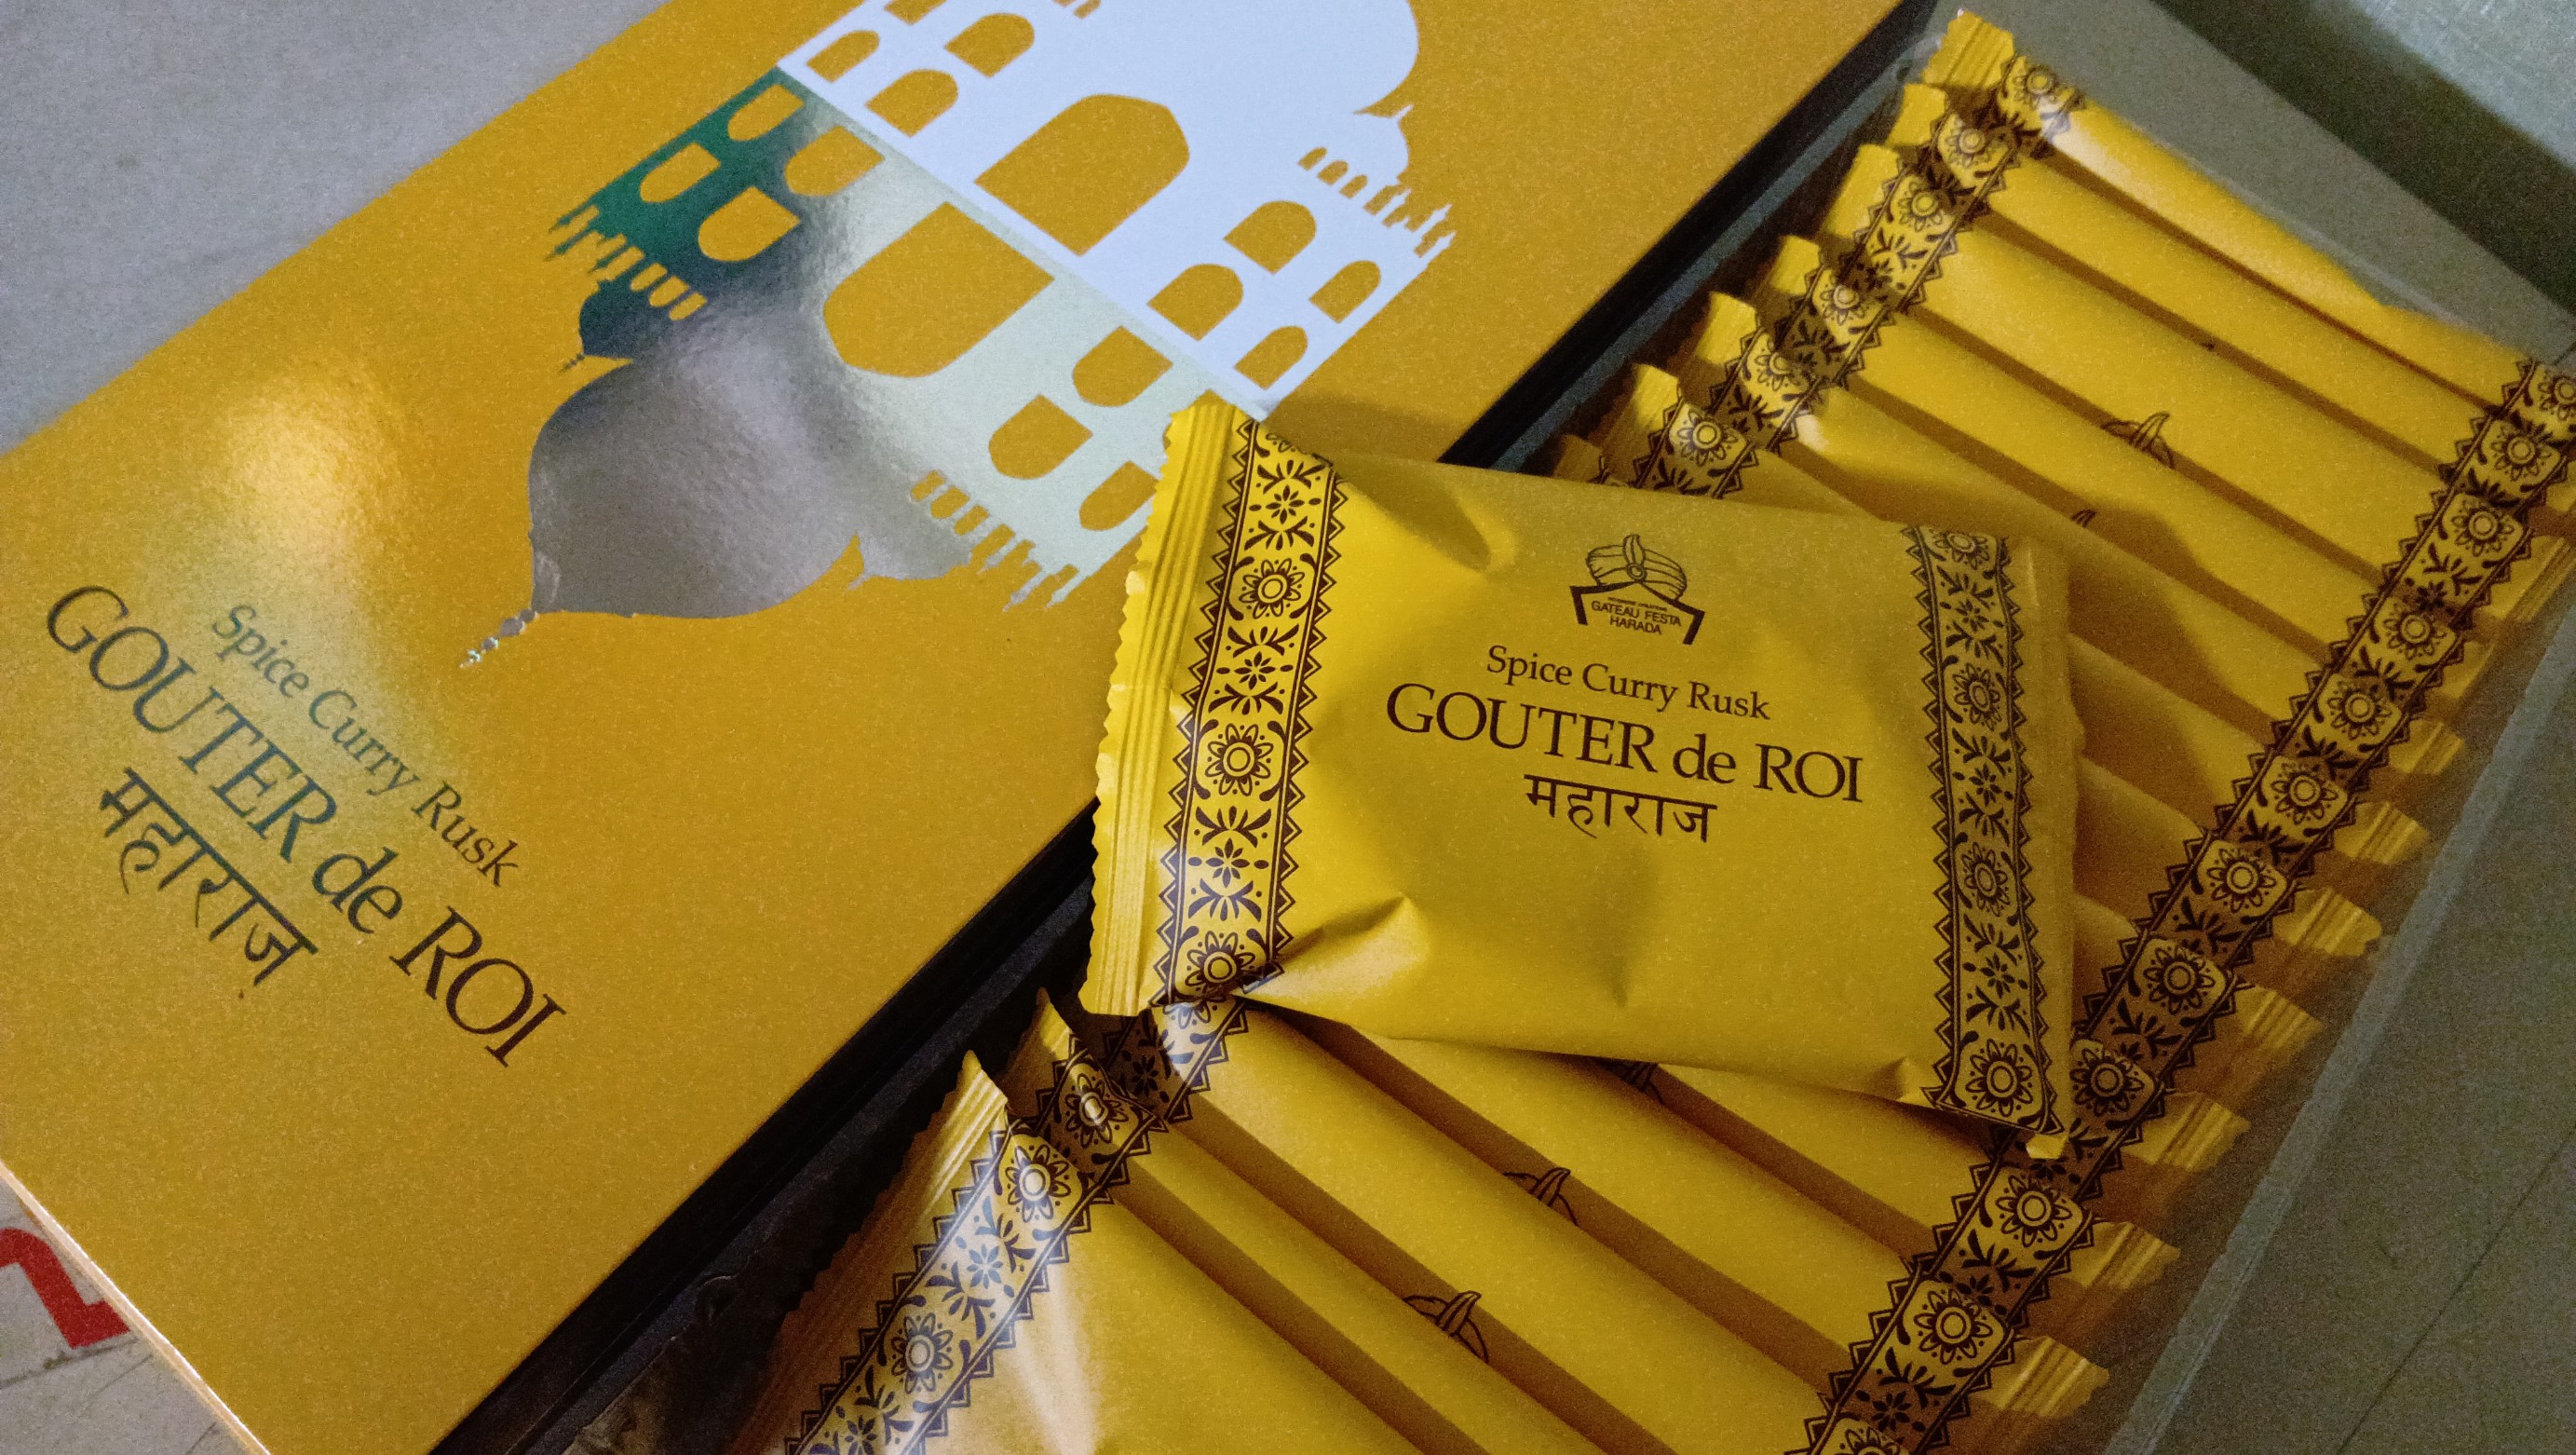 Spice Curry Rusk
GOUTER de ROI
महाराज
GATEAU FESTA
HARADA
Spice Curry Rusk
GOUTER de ROI
महाराज